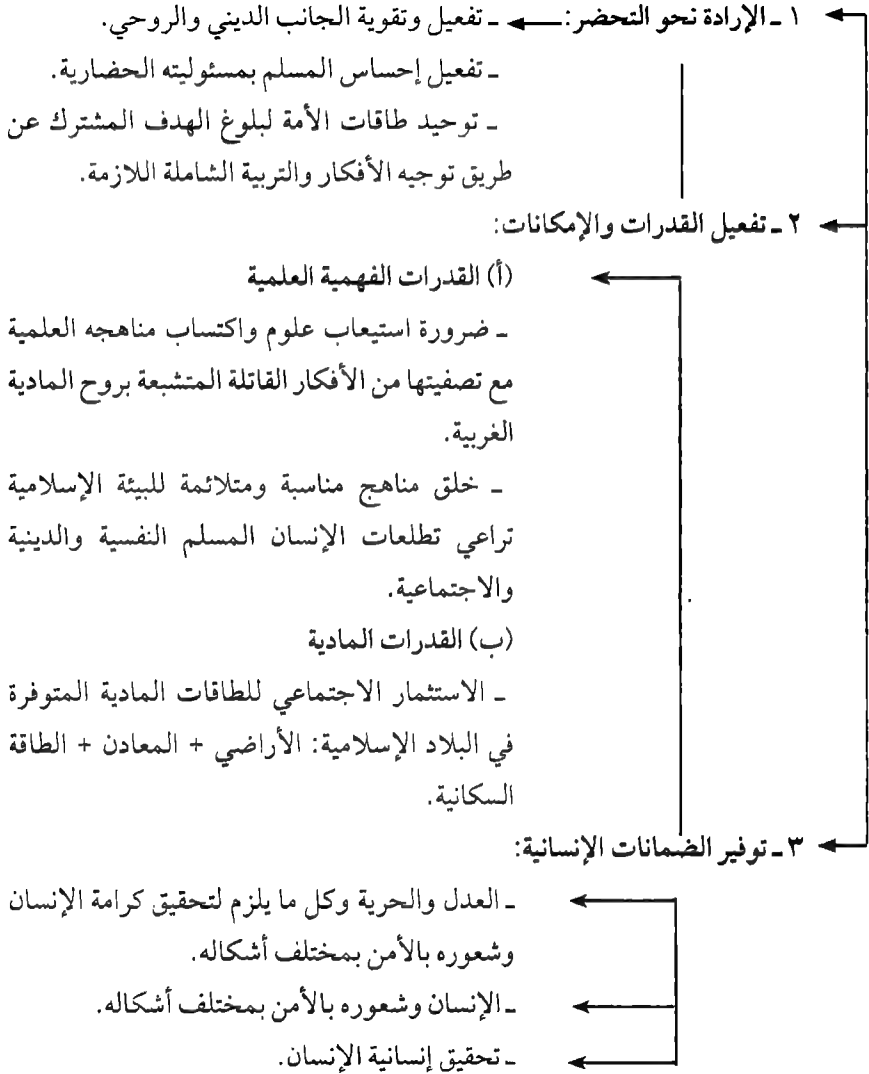 ١ ـ الإرادة نحو التحضر: ـ تفعيل وتقوية الجانب الديني والروحي.
ـ تفعيل إحساس المسلم بمسئوليته الحضارية.
ـ توحيد طاقات الأمة لبلوغ الهدف المشترك عن
طريق توجيه الأفكار والتربية الشاملة اللازمة.
٢ ـ تفعيل القدرات والإمكانات:
(أ) القدرات الفهمية العلمية
ـ ضرورة استيعاب علوم واكتساب مناهجه العلمية
مع تصفيتها من الأفكار القاتلة المتشبعة بروح المادية
الغربية.
ـ خلق مناهج مناسبة ومتلائمة للبيئة الإسلامية
تراعي تطلعات الإنسان المسلم النفسية والدينية
والاجتماعية.
(ب) القدرات المادية
ـ الاستثمار الاجتماعي للطاقات المادية المتوفرة
في البلاد الإسلامية: الأراضي + المعادن + الطاقة
السكانية.
٣ ـ توفير الضمانات الإنسانية:
ـ العدل والحرية وكل ما يلزم لتحقيق كرامة الإنسان
وشعوره بالأمن بمختلف أشكاله.
ـ الإنسان وشعوره بالأمن بمختلف أشكاله.
ـ تحقيق إنسانية الإنسان.